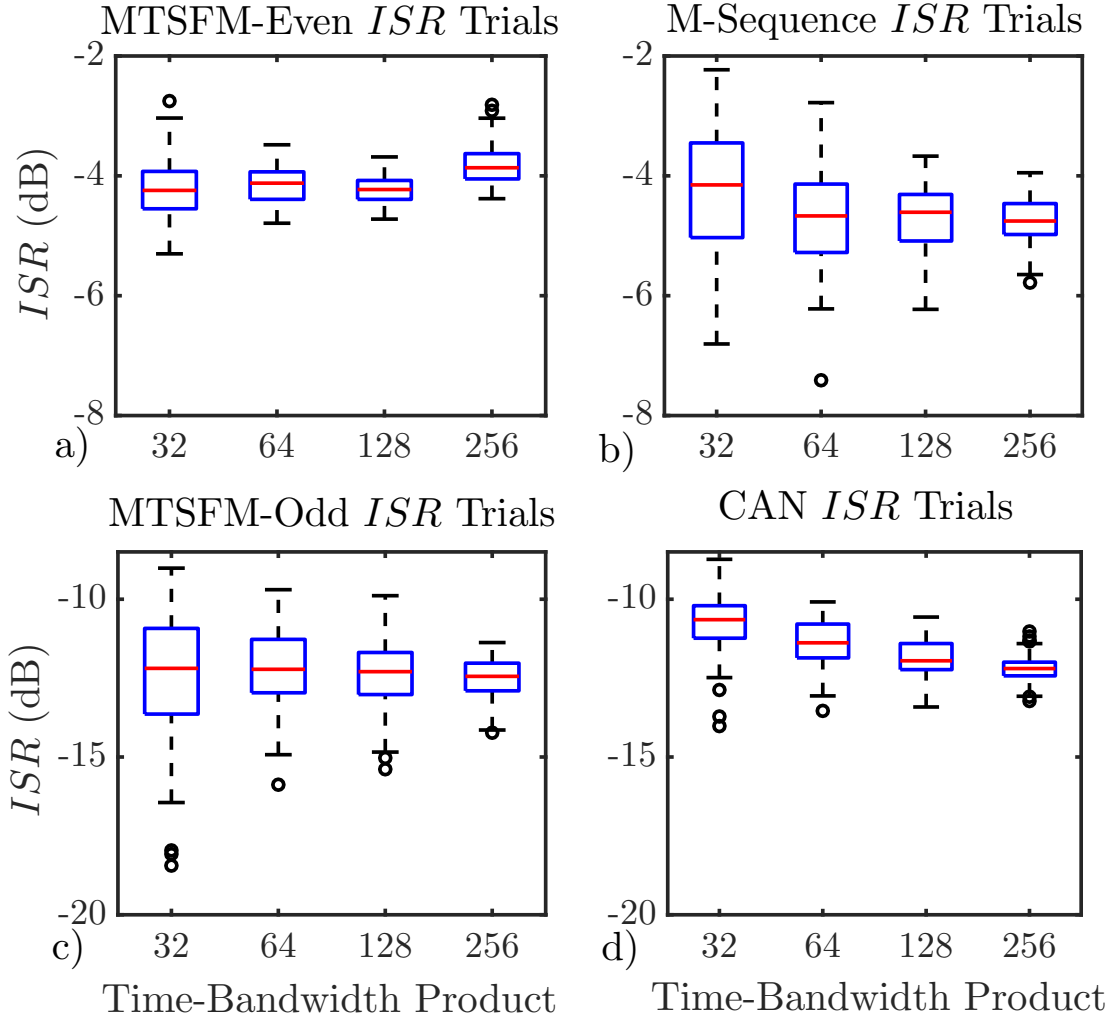 MTSFM-Even ISR Trials
M-Sequence ISR Trials
-2
-4
-6
-8
ISR (dB)
a)
32 64 128 256
-2
-4
-6
-8
b)
32 64 128 256
MTSFM-Odd ISR Trials
CAN ISR Trials
-10
-15
-20
ISR (dB)
c)
32 64 128 256
Time-Bandwidth Product
-10
-15
-20
d)
32 64 128 256
Time-Bandwidth Product